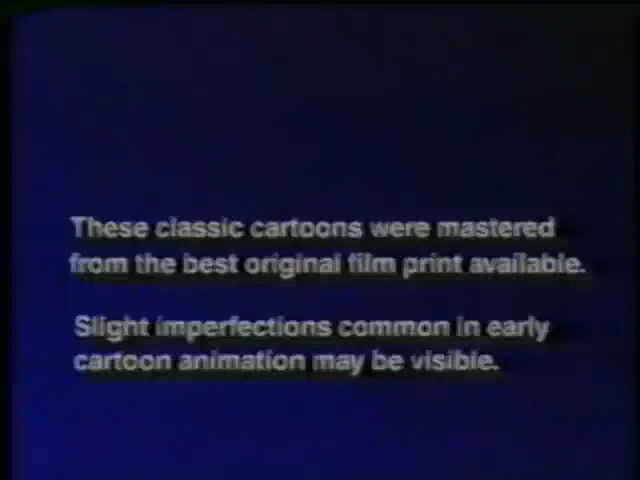 These classic cartoons were mastered
from the best original film print available.
Slight imperfections common in early
cartoon animation may be visible.